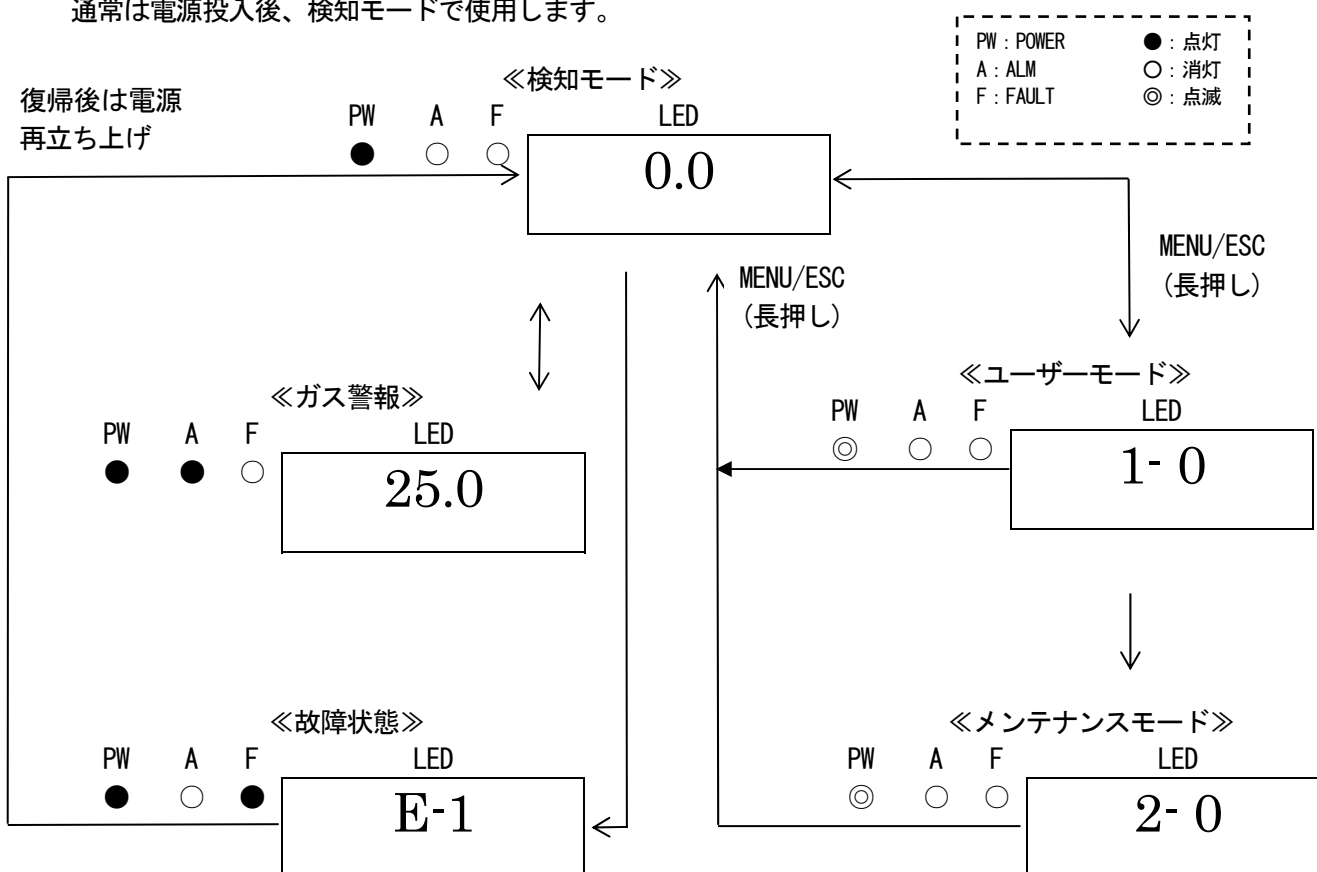 通常は電源投入後、検知モードで使用します。
PW：POWER ●：点灯
A：ALM ○：消灯
F：FAULT ◎：点滅
復帰後は電源
再立ち上げ
≪検知モード≫
PW A F LED
● ○ ○ 0.0
MENU/ESC
(長押し)
MENU/ESC
(長押し)
≪ガス警報≫
PW A F LED
● ● ○ 25.0
≪ユーザーモード≫
PW A F LED
◎ ○ ○ 1- 0
≪故障状態≫
PW A F LED
● ○ ● E-1
≪メンテナンスモード≫
PW A F LED
◎ ○ ○ 2- 0